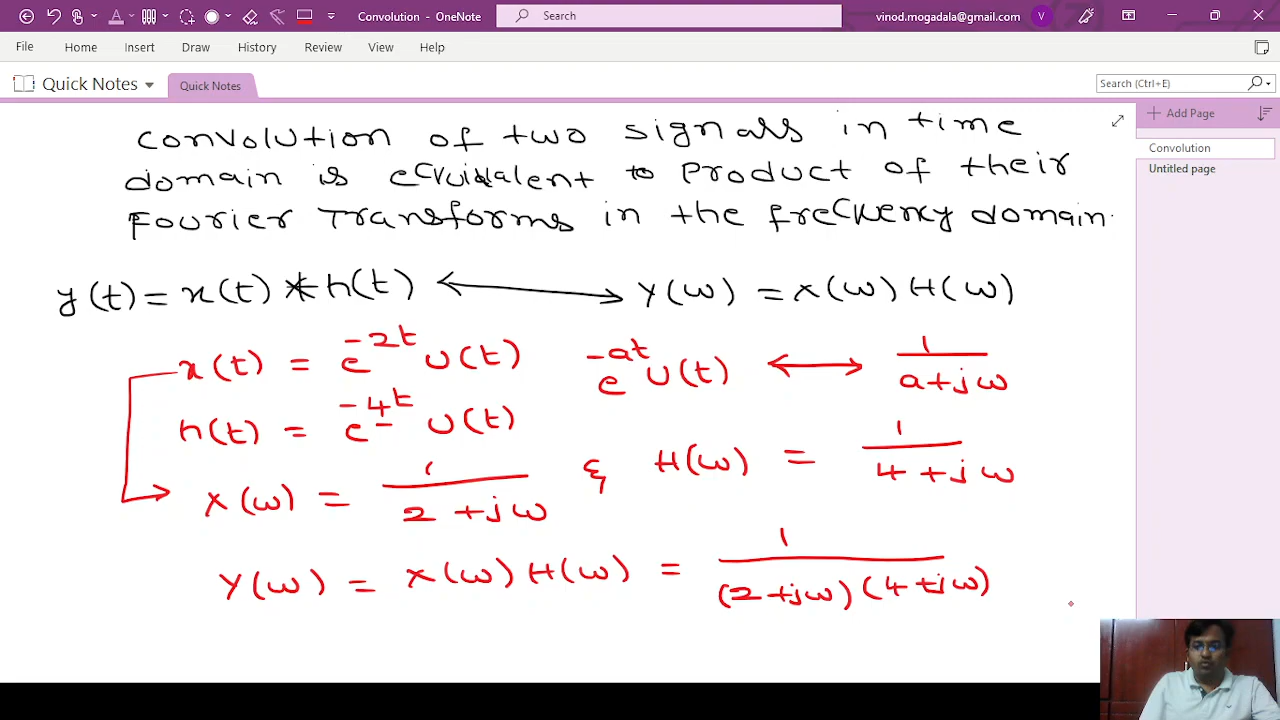 Convolution - OneNote
Search
vinod.mogadala@gmail.com
V
File Home Insert Draw History Review View Help
Quick Notes
Quick Notes
Search (Ctrl+E)
Add Page
Convolution
Untitled page
convolution of two signals in time
domain is equivalent to product of their
Fourier Transforms in the frequency domain.
y(t) = x(t) * h(t) ⟷ Y(ω) = X(ω) H(ω)
x(t) = e^{-2t} U(t) e^{-at} U(t) ⟷ 1/(a+jω)
h(t) = e^{-4t} U(t)
X(ω) = 1/(2+jω) & H(ω) = 1/(4+jω)
Y(ω) = X(ω) H(ω) = 1/((2+jω)(4+jω))